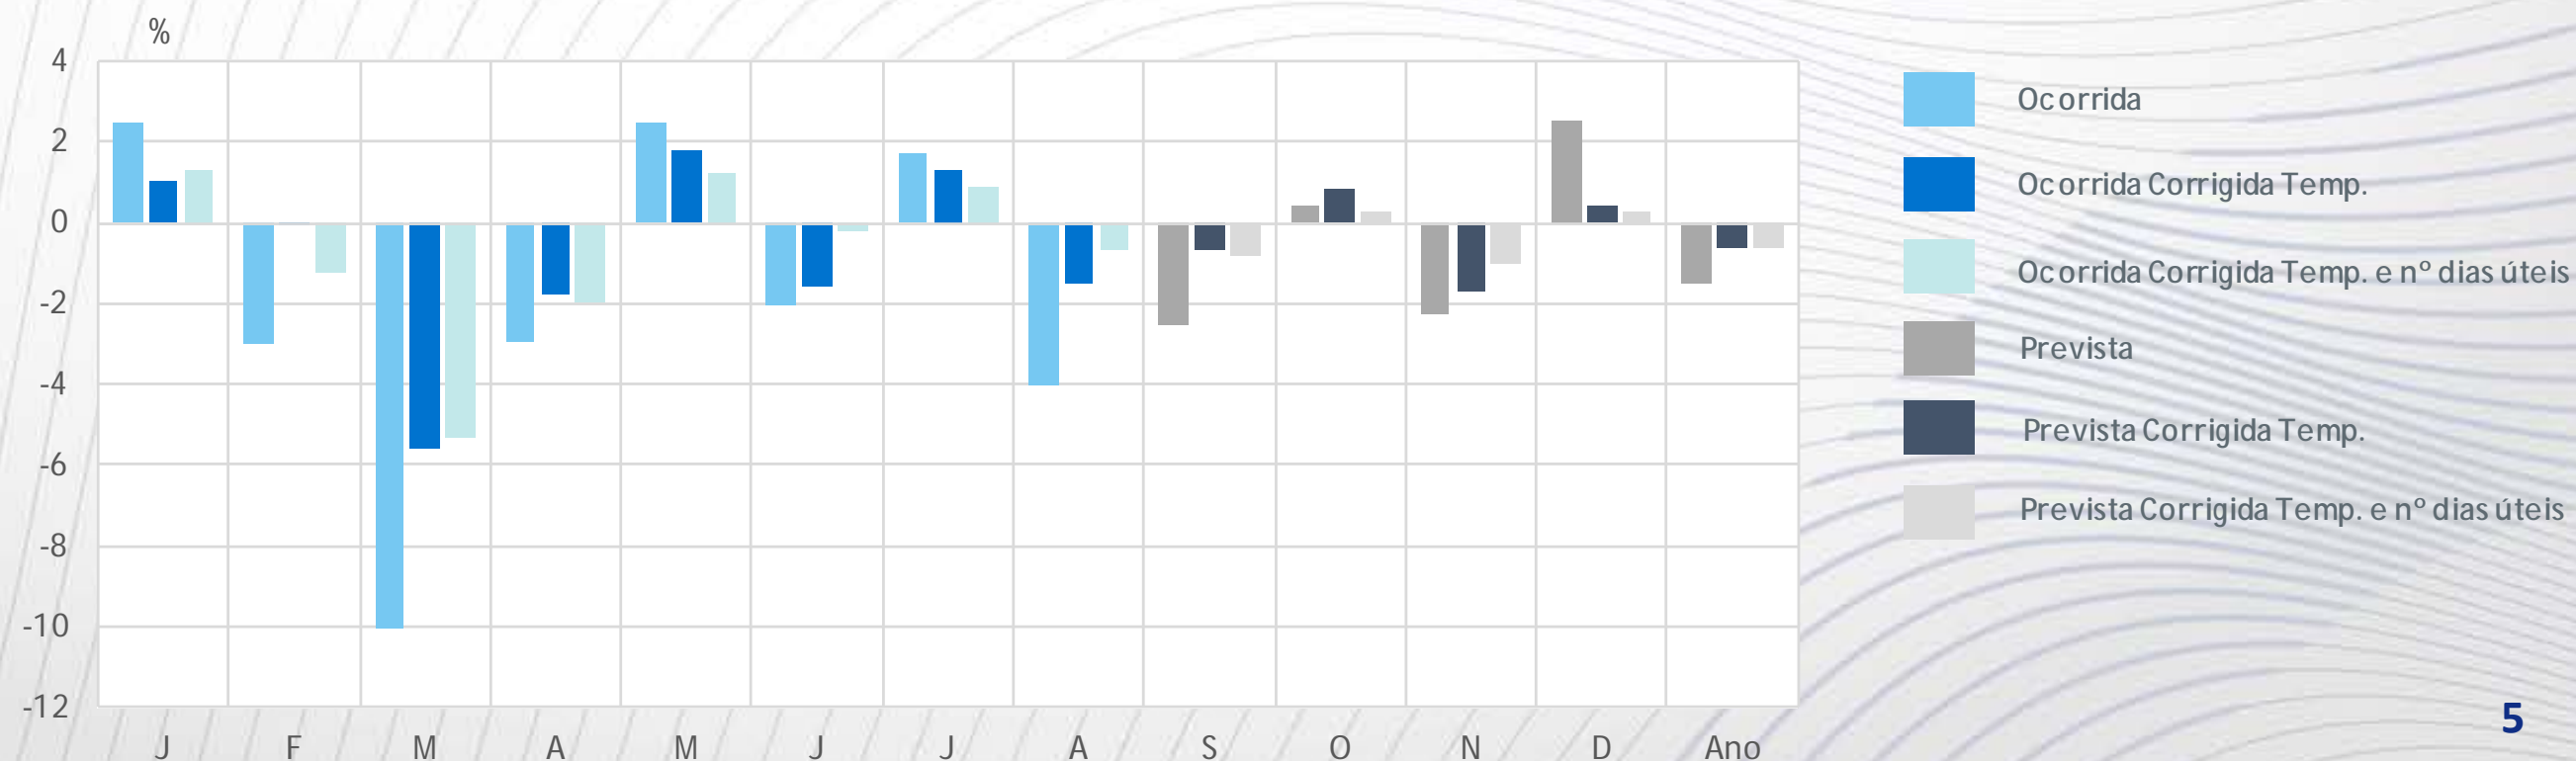 %
4
2
0
-2
-4
-6
-8
-10
-12
J F M A M J J A S O N D Ano
Ocorrida
Ocorrida Corrigida Temp.
Ocorrida Corrigida Temp. e nº dias úteis
Prevista
Prevista Corrigida Temp.
Prevista Corrigida Temp. e nº dias úteis
5